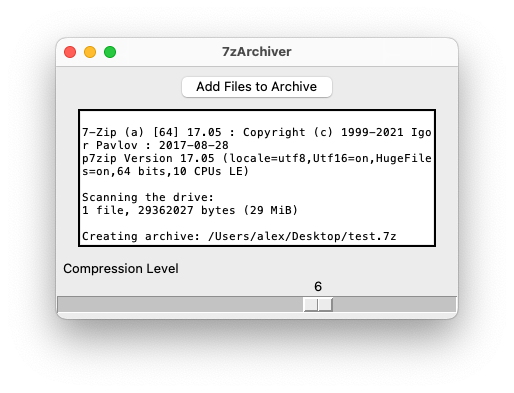 7zArchiver
Add Files to Archive
7-Zip (a) [64] 17.05 : Copyright (c) 1999-2021 Igo
r Pavlov : 2017-08-28
p7zip Version 17.05 (locale=utf8,Utf16=on,HugeFile
s=on,64 bits,10 CPUs LE)
Scanning the drive:
1 file, 29362027 bytes (29 MiB)
Creating archive: /Users/alex/Desktop/test.7z
Compression Level
6